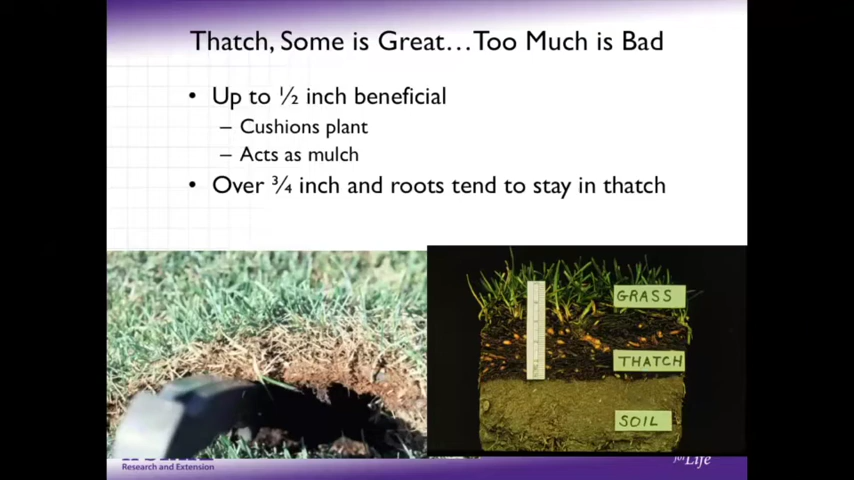 Thatch, Some is Great…Too Much is Bad
• Up to ½ inch beneficial
– Cushions plant
– Acts as mulch
• Over ¾ inch and roots tend to stay in thatch
GRASS
THATCH
SOIL
Research and Extension
for Life